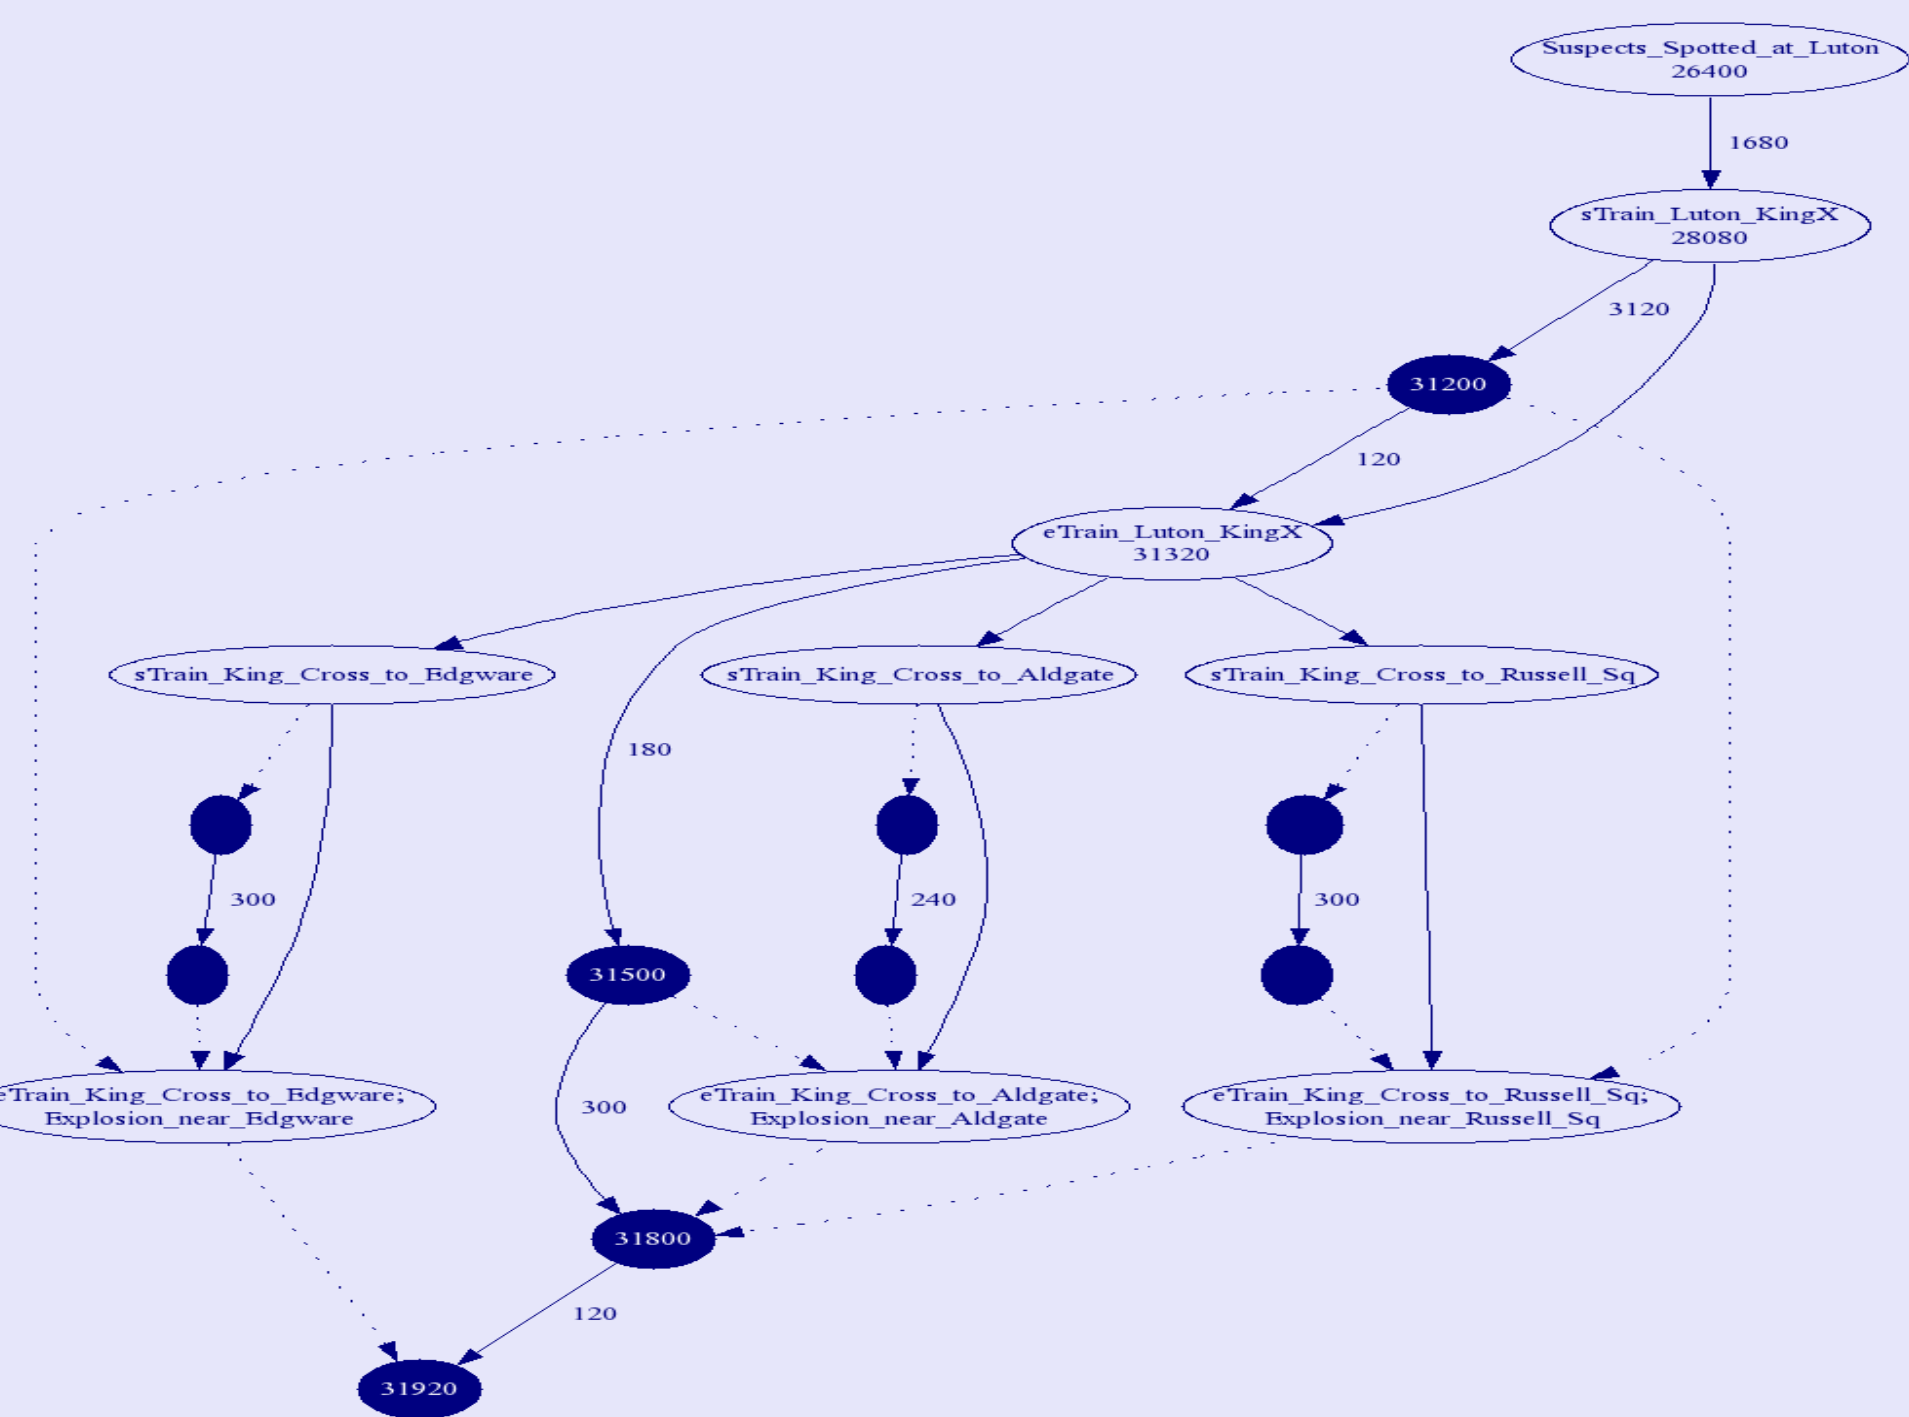 Suspects_Spotted_at_Luton
26400
1680
sTrain_Luton_KingX
28080
3120
31200
120
eTrain_Luton_KingX
31320
sTrain_King_Cross_to_Edgware
sTrain_King_Cross_to_Aldgate
sTrain_King_Cross_to_Russell_Sq
180
300
240
300
31500
eTrain_King_Cross_to_Edgware;
Explosion_near_Edgware
300
eTrain_King_Cross_to_Aldgate;
Explosion_near_Aldgate
eTrain_King_Cross_to_Russell_Sq;
Explosion_near_Russell_Sq
31800
120
31920